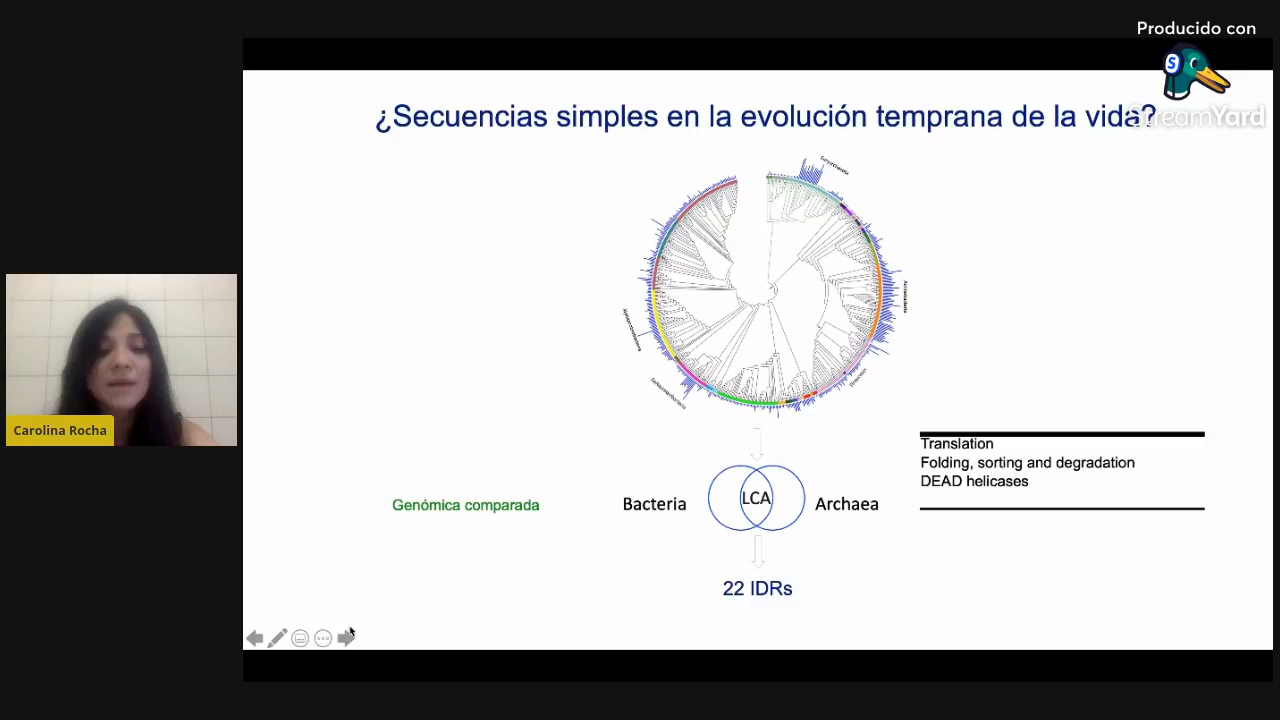 Producido con
StreamYard
¿Secuencias simples en la evolución temprana de la vida?
Carolina Rocha
Translation
Folding, sorting and degradation
DEAD helicases
Genómica comparada
Bacteria
LCA
Archaea
22 IDRs